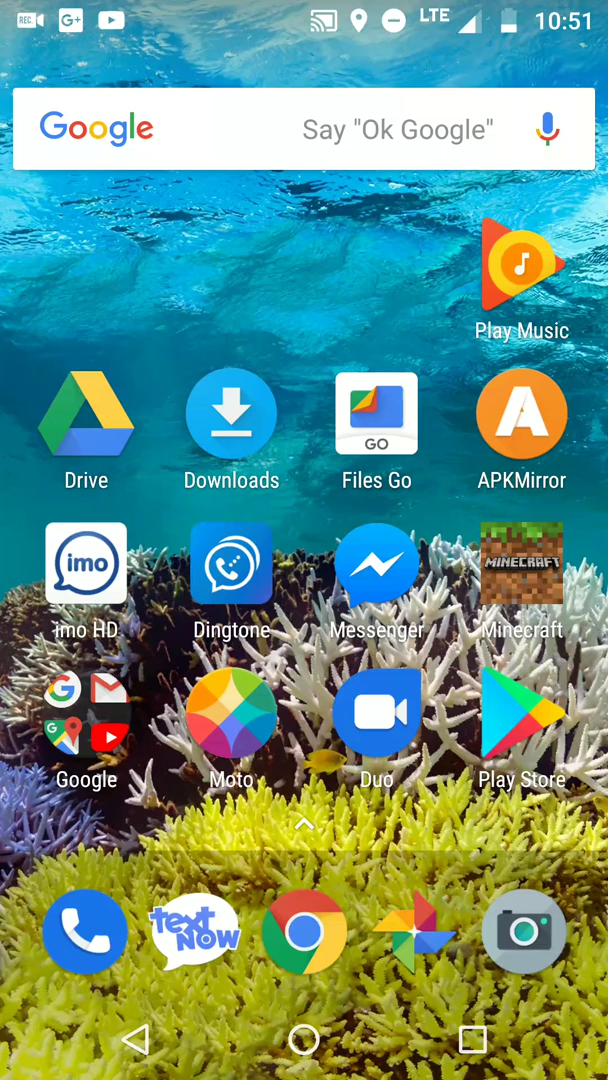 REC
G+
LTE
10:51
Google
Say "Ok Google"
Play Music
GO
A
Drive
Downloads
Files Go
APKMirror
imo
MINECRAFT
imo HD
Dingtone
Messenger
Minecraft
G
G
Google
Moto
Duo
Play Store
text
NOW